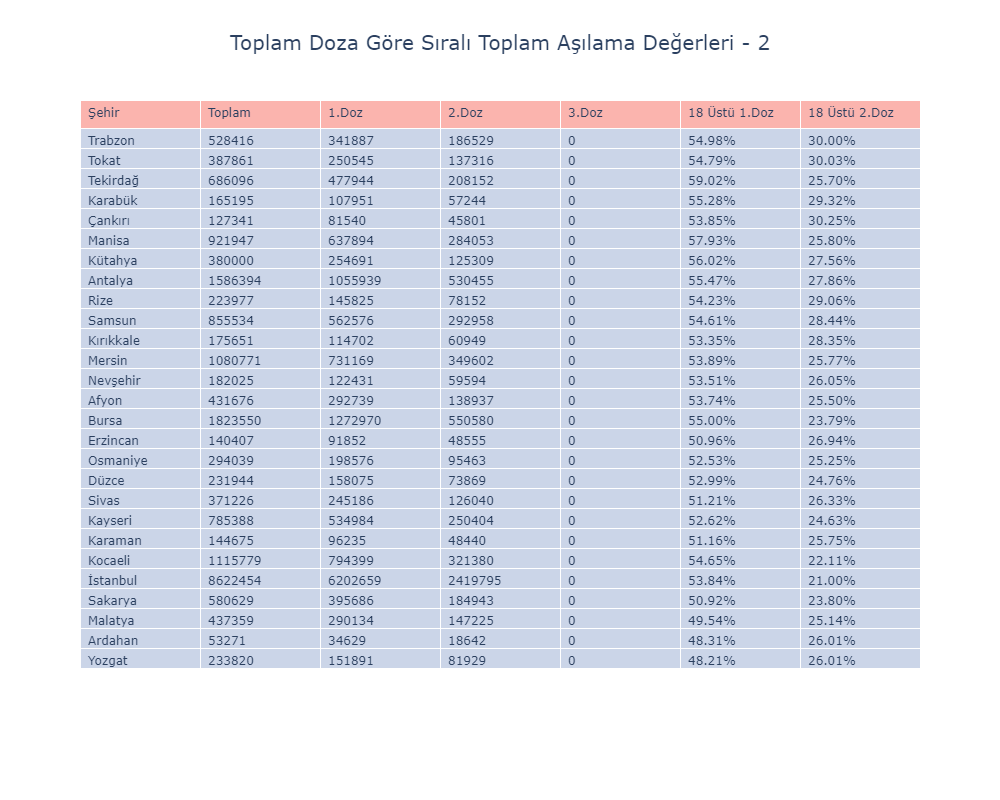 Toplam Doza Göre Sıralı Toplam Aşılama Değerleri - 2
Şehir Toplam 1.Doz 2.Doz 3.Doz 18 Üstü 1.Doz 18 Üstü 2.Doz
Trabzon 528416 341887 186529 0 54.98% 30.00%
Tokat 387861 250545 137316 0 54.79% 30.03%
Tekirdağ 686096 477944 208152 0 59.02% 25.70%
Karabük 165195 107951 57244 0 55.28% 29.32%
Çankırı 127341 81540 45801 0 53.85% 30.25%
Manisa 921947 637894 284053 0 57.93% 25.80%
Kütahya 380000 254691 125309 0 56.02% 27.56%
Antalya 1586394 1055939 530455 0 55.47% 27.86%
Rize 223977 145825 78152 0 54.23% 29.06%
Samsun 855534 562576 292958 0 54.61% 28.44%
Kırıkkale 175651 114702 60949 0 53.35% 28.35%
Mersin 1080771 731169 349602 0 53.89% 25.77%
Nevşehir 182025 122431 59594 0 53.51% 26.05%
Afyon 431676 292739 138937 0 53.74% 25.50%
Bursa 1823550 1272970 550580 0 55.00% 23.79%
Erzincan 140407 91852 48555 0 50.96% 26.94%
Osmaniye 294039 198576 95463 0 52.53% 25.25%
Düzce 231944 158075 73869 0 52.99% 24.76%
Sivas 371226 245186 126040 0 51.21% 26.33%
Kayseri 785388 534984 250404 0 52.62% 24.63%
Karaman 144675 96235 48440 0 51.16% 25.75%
Kocaeli 1115779 794399 321380 0 54.65% 22.11%
İstanbul 8622454 6202659 2419795 0 53.84% 21.00%
Sakarya 580629 395686 184943 0 50.92% 23.80%
Malatya 437359 290134 147225 0 49.54% 25.14%
Ardahan 53271 34629 18642 0 48.31% 26.01%
Yozgat 233820 151891 81929 0 48.21% 26.01%